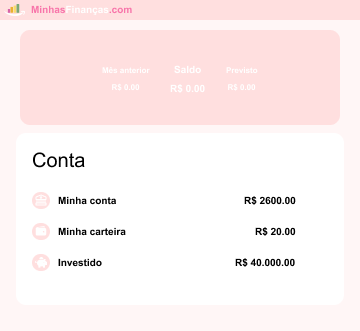 MinhasFinanças.com
Mês anterior Saldo Previsto
R$ 0.00 R$ 0.00 R$ 0.00
Conta
Minha conta R$ 2600.00
Minha carteira R$ 20.00
Investido R$ 40.000.00